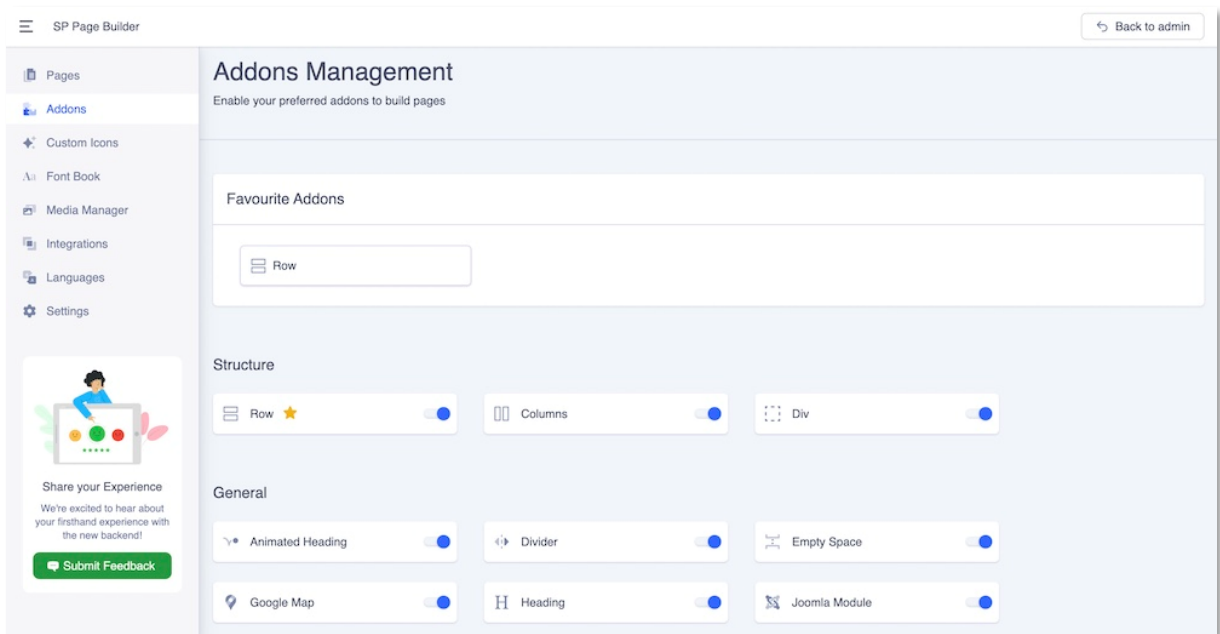 SP Page Builder
Back to admin
Pages
Addons
Custom Icons
Font Book
Media Manager
Integrations
Languages
Settings
Share your Experience
We're excited to hear about
your firsthand experience with
the new backend!
Submit Feedback
Addons Management
Enable your preferred addons to build pages
Favourite Addons
Row
Structure
Row
Columns
Div
General
Animated Heading
Divider
Empty Space
Google Map
Heading
Joomla Module